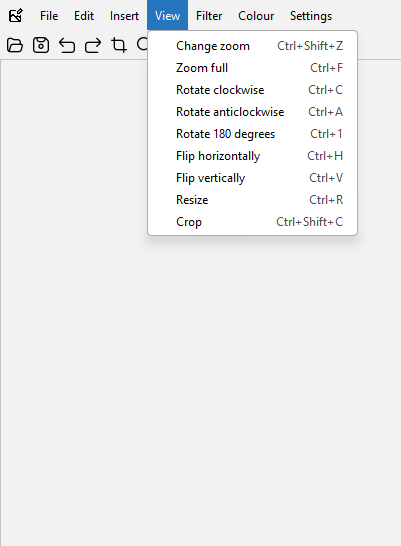 File Edit Insert View Filter Colour Settings
Change zoom Ctrl+Shift+Z
Zoom full Ctrl+F
Rotate clockwise Ctrl+C
Rotate anticlockwise Ctrl+A
Rotate 180 degrees Ctrl+1
Flip horizontally Ctrl+H
Flip vertically Ctrl+V
Resize Ctrl+R
Crop Ctrl+Shift+C